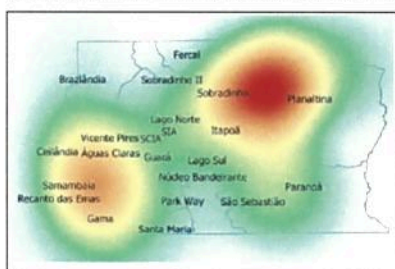 Fercal
Brazlândia Sobradinho II
Sobradinho Planaltina
Lago Norte
SIA Itapoã
Vicente Pires SCIA
Ceilândia Águas Claras Guará Lago Sul
Núcleo Bandeirante
Samambaia Paranoá
Recanto das Emas Park Way São Sebastião
Gama
Santa Maria